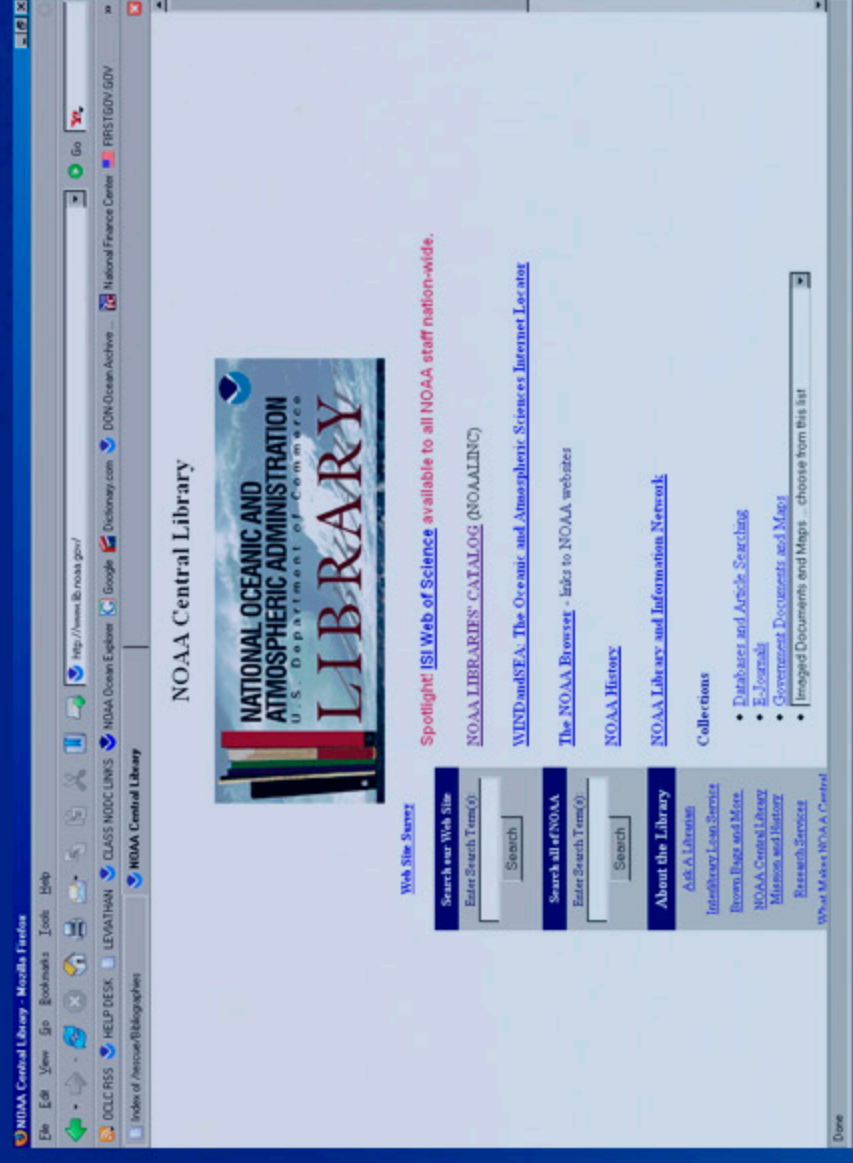 NOAA Central Library - Mozilla Firefox
File Edit View Go Bookmarks Tools Help
http://www.lib.noaa.gov/ Go
OCLC RSS HELP DESK LEVIATHAN CLASS NODC LINKS NOAA Ocean Explorer Google Dictionary.com DON-Ocean Archive ... National Finance Center FIRSTGOV.GOV »
Index of /rescue/Bibliographies NOAA Central Library
NOAA Central Library
NATIONAL OCEANIC AND
ATMOSPHERIC ADMINISTRATION
U.S. Department of Commerce
LIBRARY
Web Site Survey
Search our Web Site
Enter Search Term(s):
Search
Search all of NOAA
Enter Search Term(s):
Search
About the Library
Ask A Librarian
Interlibrary Loan Service
Brown Bags and More
NOAA Central Library
Mission and History
Research Services
What Makes NOAA Central
Spotlight! ISI Web of Science available to all NOAA staff nation-wide.
NOAA LIBRARIES' CATALOG (NOAALINC)
WINDandSEA: The Oceanic and Atmospheric Sciences Internet Locator
The NOAA Browser - links to NOAA websites
NOAA History
NOAA Library and Information Network
Collections
• Databases and Article Searching
• E-Journals
• Government Documents and Maps
• Imaged Documents and Maps ... choose from this list
Done